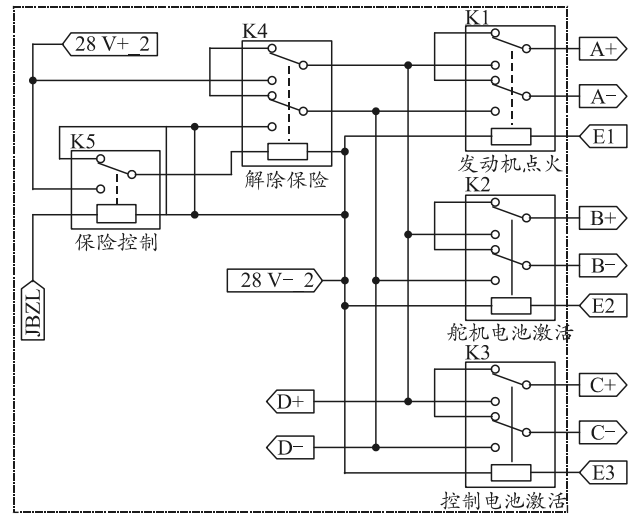 K1
28 V+_2
K4
A+
A−
K5
E1
发动机点火
解除保险
K2
B+
保险控制
B−
28 V−_2
JBZL
E2
舵机电池激活
K3
C+
D+
C−
D−
E3
控制电池激活